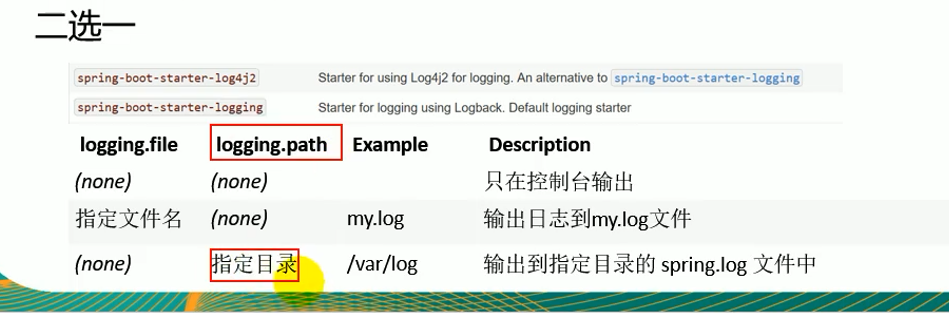 二选一
spring-boot-starter-log4j2 Starter for using Log4j2 for logging. An alternative to spring-boot-starter-logging
spring-boot-starter-logging Starter for logging using Logback. Default logging starter
logging.file logging.path Example Description
(none) (none) 只在控制台输出
指定文件名 (none) my.log 输出日志到my.log文件
(none) 指定目录 /var/log 输出到指定目录的 spring.log 文件中